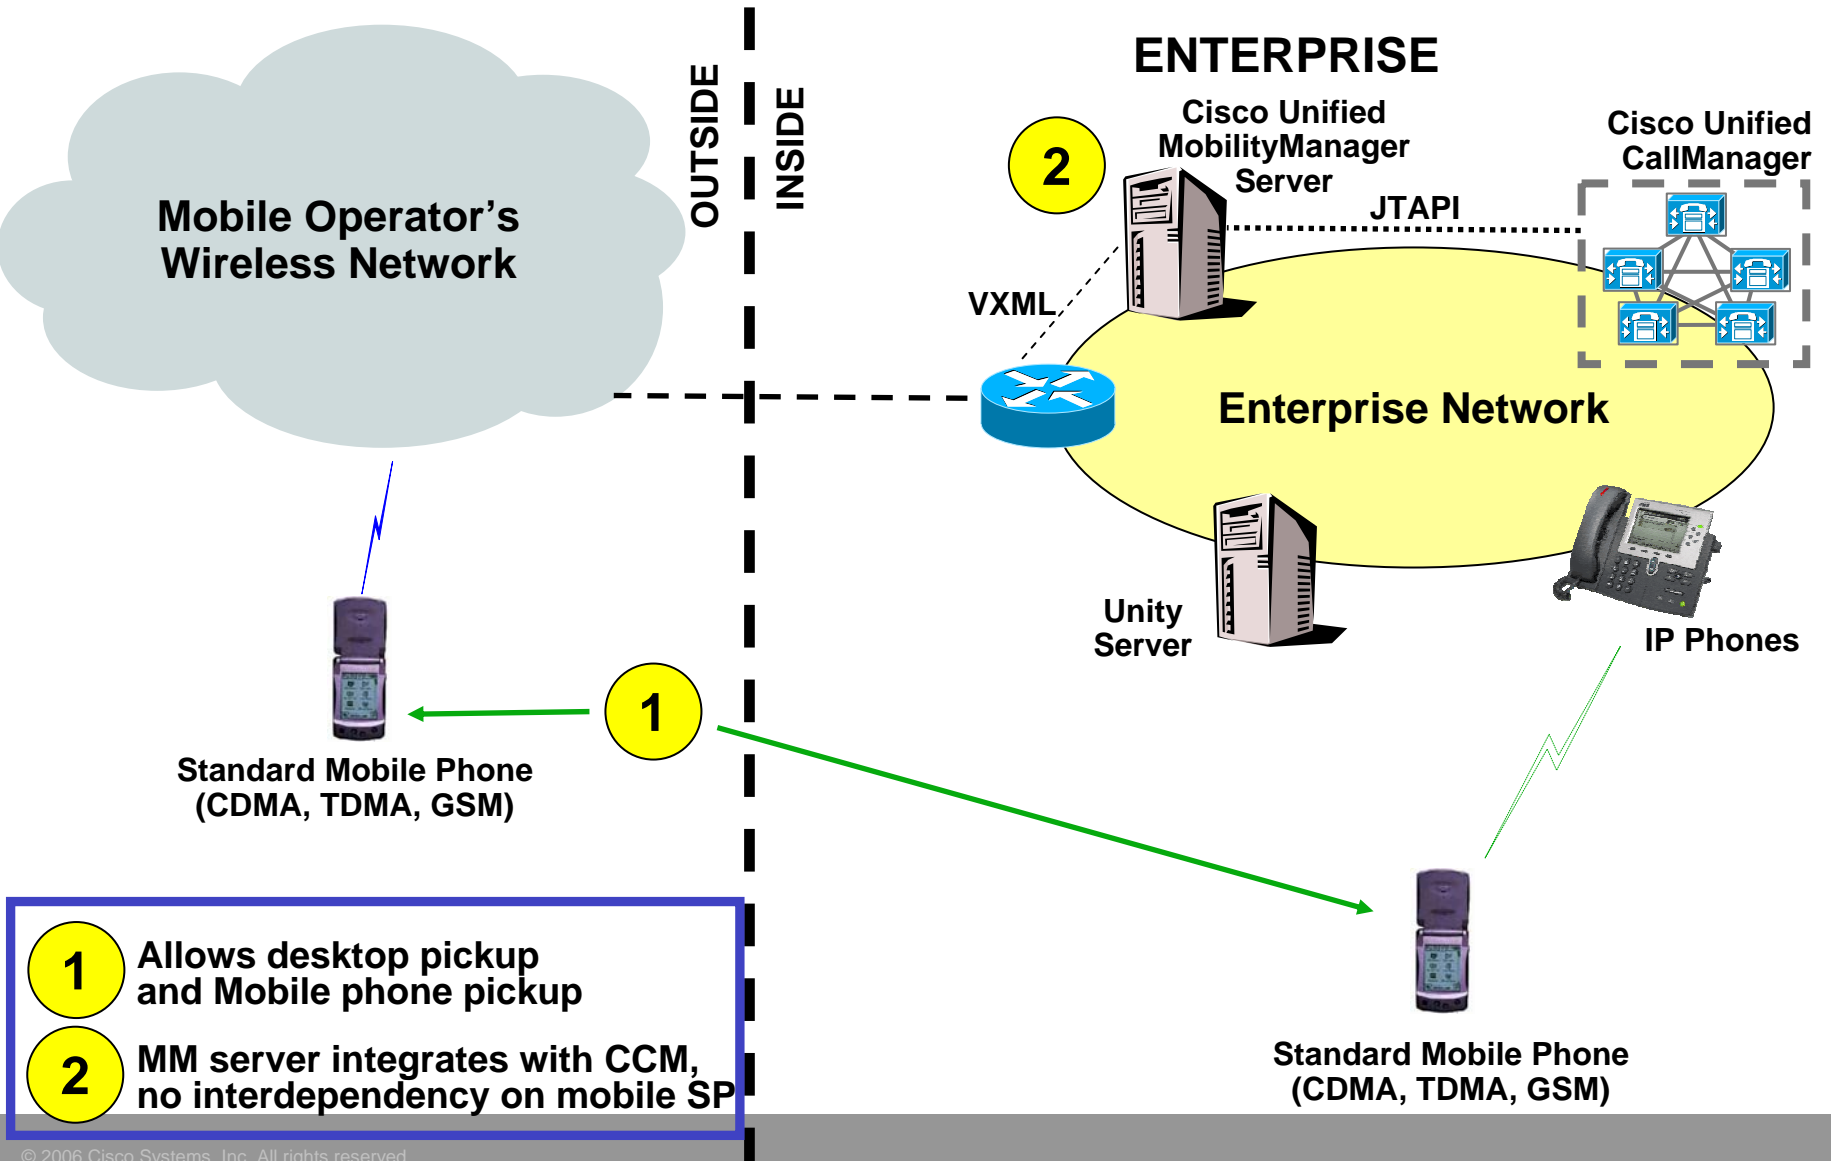 ENTERPRISE
OUTSIDE
INSIDE
2
Cisco Unified
MobilityManager
Server
Cisco Unified
CallManager
JTAPI
Mobile Operator’s
Wireless Network
VXML
Enterprise Network
Unity
Server
IP Phones
1
Standard Mobile Phone
(CDMA, TDMA, GSM)
1
Allows desktop pickup
and Mobile phone pickup
2
MM server integrates with CCM,
no interdependency on mobile SP
Standard Mobile Phone
(CDMA, TDMA, GSM)
© 2006 Cisco Systems, Inc. All rights reserved.